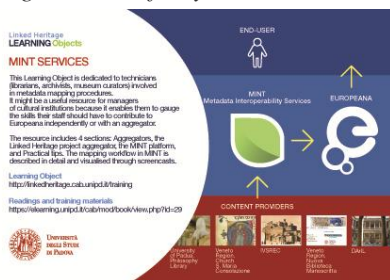 Linked Heritage
LEARNING Objects
MINT SERVICES
This Learning Object is dedicated to technicians
(librarians, archivists, museum curators) involved
in metadata mapping procedures.
It might be a useful resource for managers
of cultural institutions because it enables them to gauge
the skills their staff should have to contribute to
Europeana independently or with an aggregator.
The resource includes 4 sections: Aggregators, the
Linked Heritage project aggregator, the MINT platform,
and Practical tips. The mapping workflow in MINT is
described in detail and visualised through screencasts.
Learning Object
http://linkedheritage.cab.unipd.it/training
Readings and training materials
https://elearning.unipd.it/cab/mod/book/view.php?id=29
UNIVERSITÀ
DEGLI STUDI
DI PADOVA
END-USER
MINT
Metadata Interoperability Services
EUROPEANA
CONTENT PROVIDERS
University
of Padua,
Philosophy
Library
Veneto
Region,
Church
S. Maria
Consolazione
IVSREC
Veneto
Region,
Nuova
Biblioteca
Manoscritta